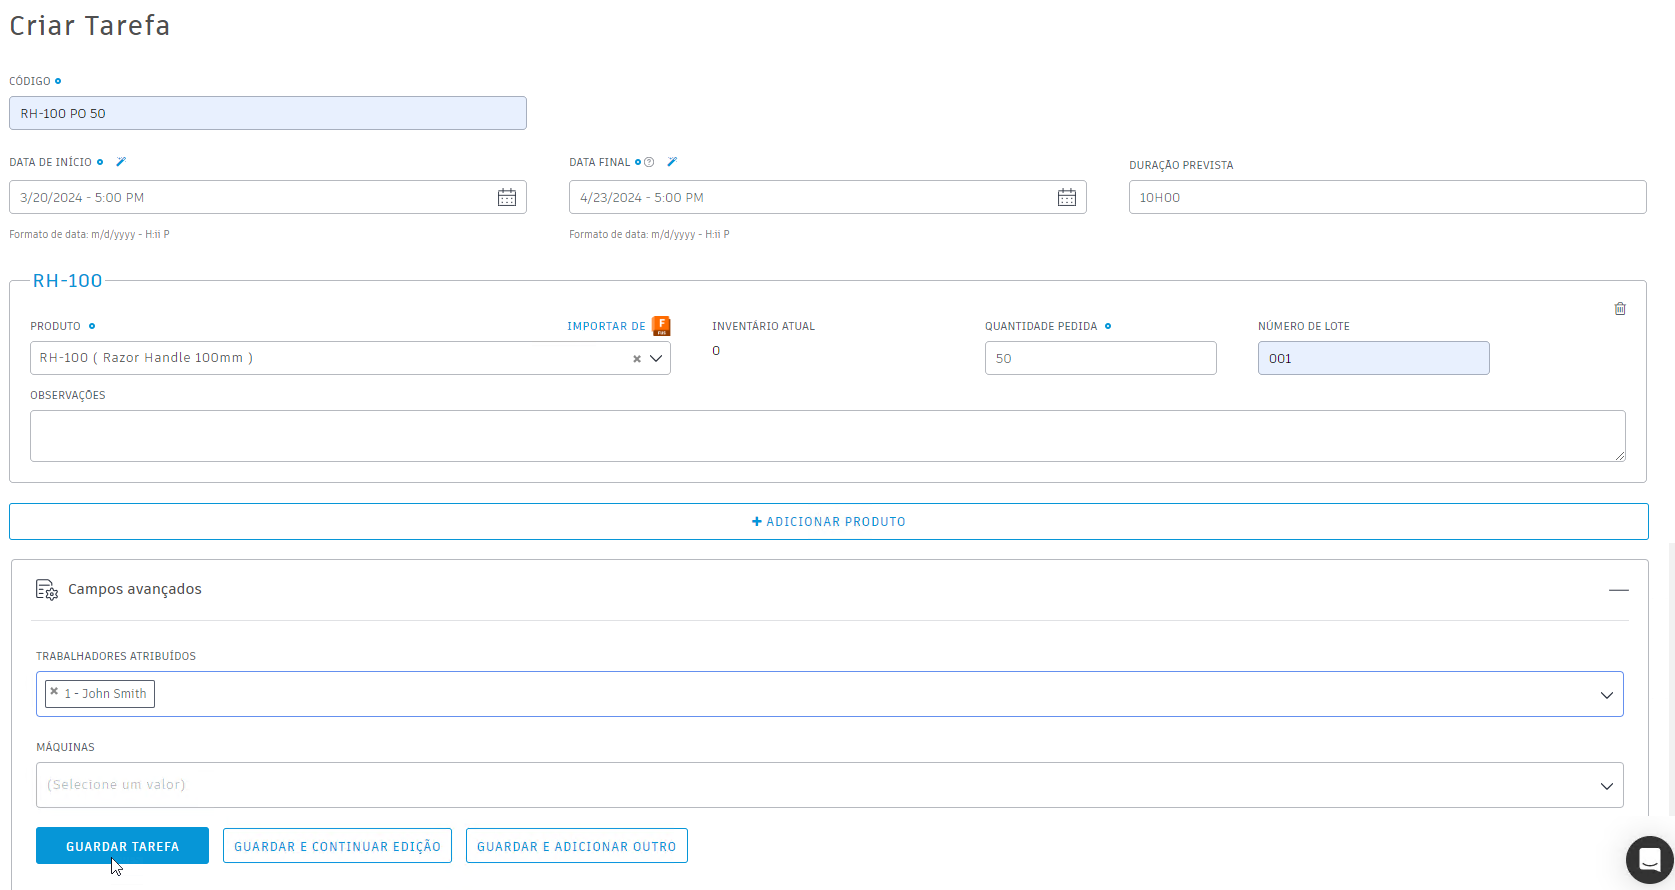 Criar Tarefa
CÓDIGO
RH-100 PO 50
DATA DE INÍCIO
DATA FINAL
DURAÇÃO PREVISTA
3/20/2024 - 5:00 PM
4/23/2024 - 5:00 PM
10H00
Formato de data: m/d/yyyy - H:ii P
Formato de data: m/d/yyyy - H:ii P
RH-100
PRODUTO
IMPORTAR DE
INVENTÁRIO ATUAL
QUANTIDADE PEDIDA
NÚMERO DE LOTE
RH-100 ( Razor Handle 100mm )
0
50
001
OBSERVAÇÕES
+ ADICIONAR PRODUTO
Campos avançados
TRABALHADORES ATRIBUÍDOS
× 1 - John Smith
MÁQUINAS
(Selecione um valor)
GUARDAR TAREFA
GUARDAR E CONTINUAR EDIÇÃO
GUARDAR E ADICIONAR OUTRO